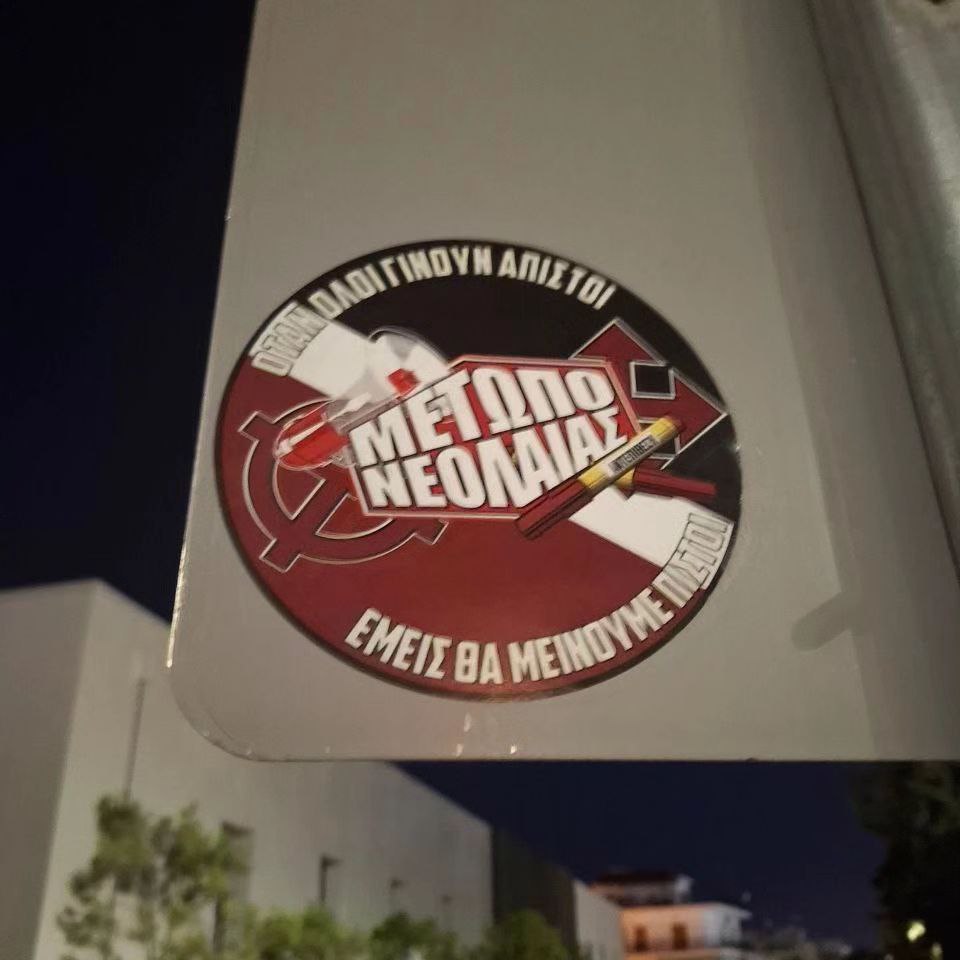 ΟΤΑΝ ΟΛΟΙ ΓΙΝΟΥΝ ΑΠΙΣΤΟΙ
ΜΕΤΩΠΟ
ΝΕΟΛΑΙΑΣ
ΕΜΕΙΣ ΘΑ ΜΕΙΝΟΥΜΕ ΠΙΣΤΟΙ